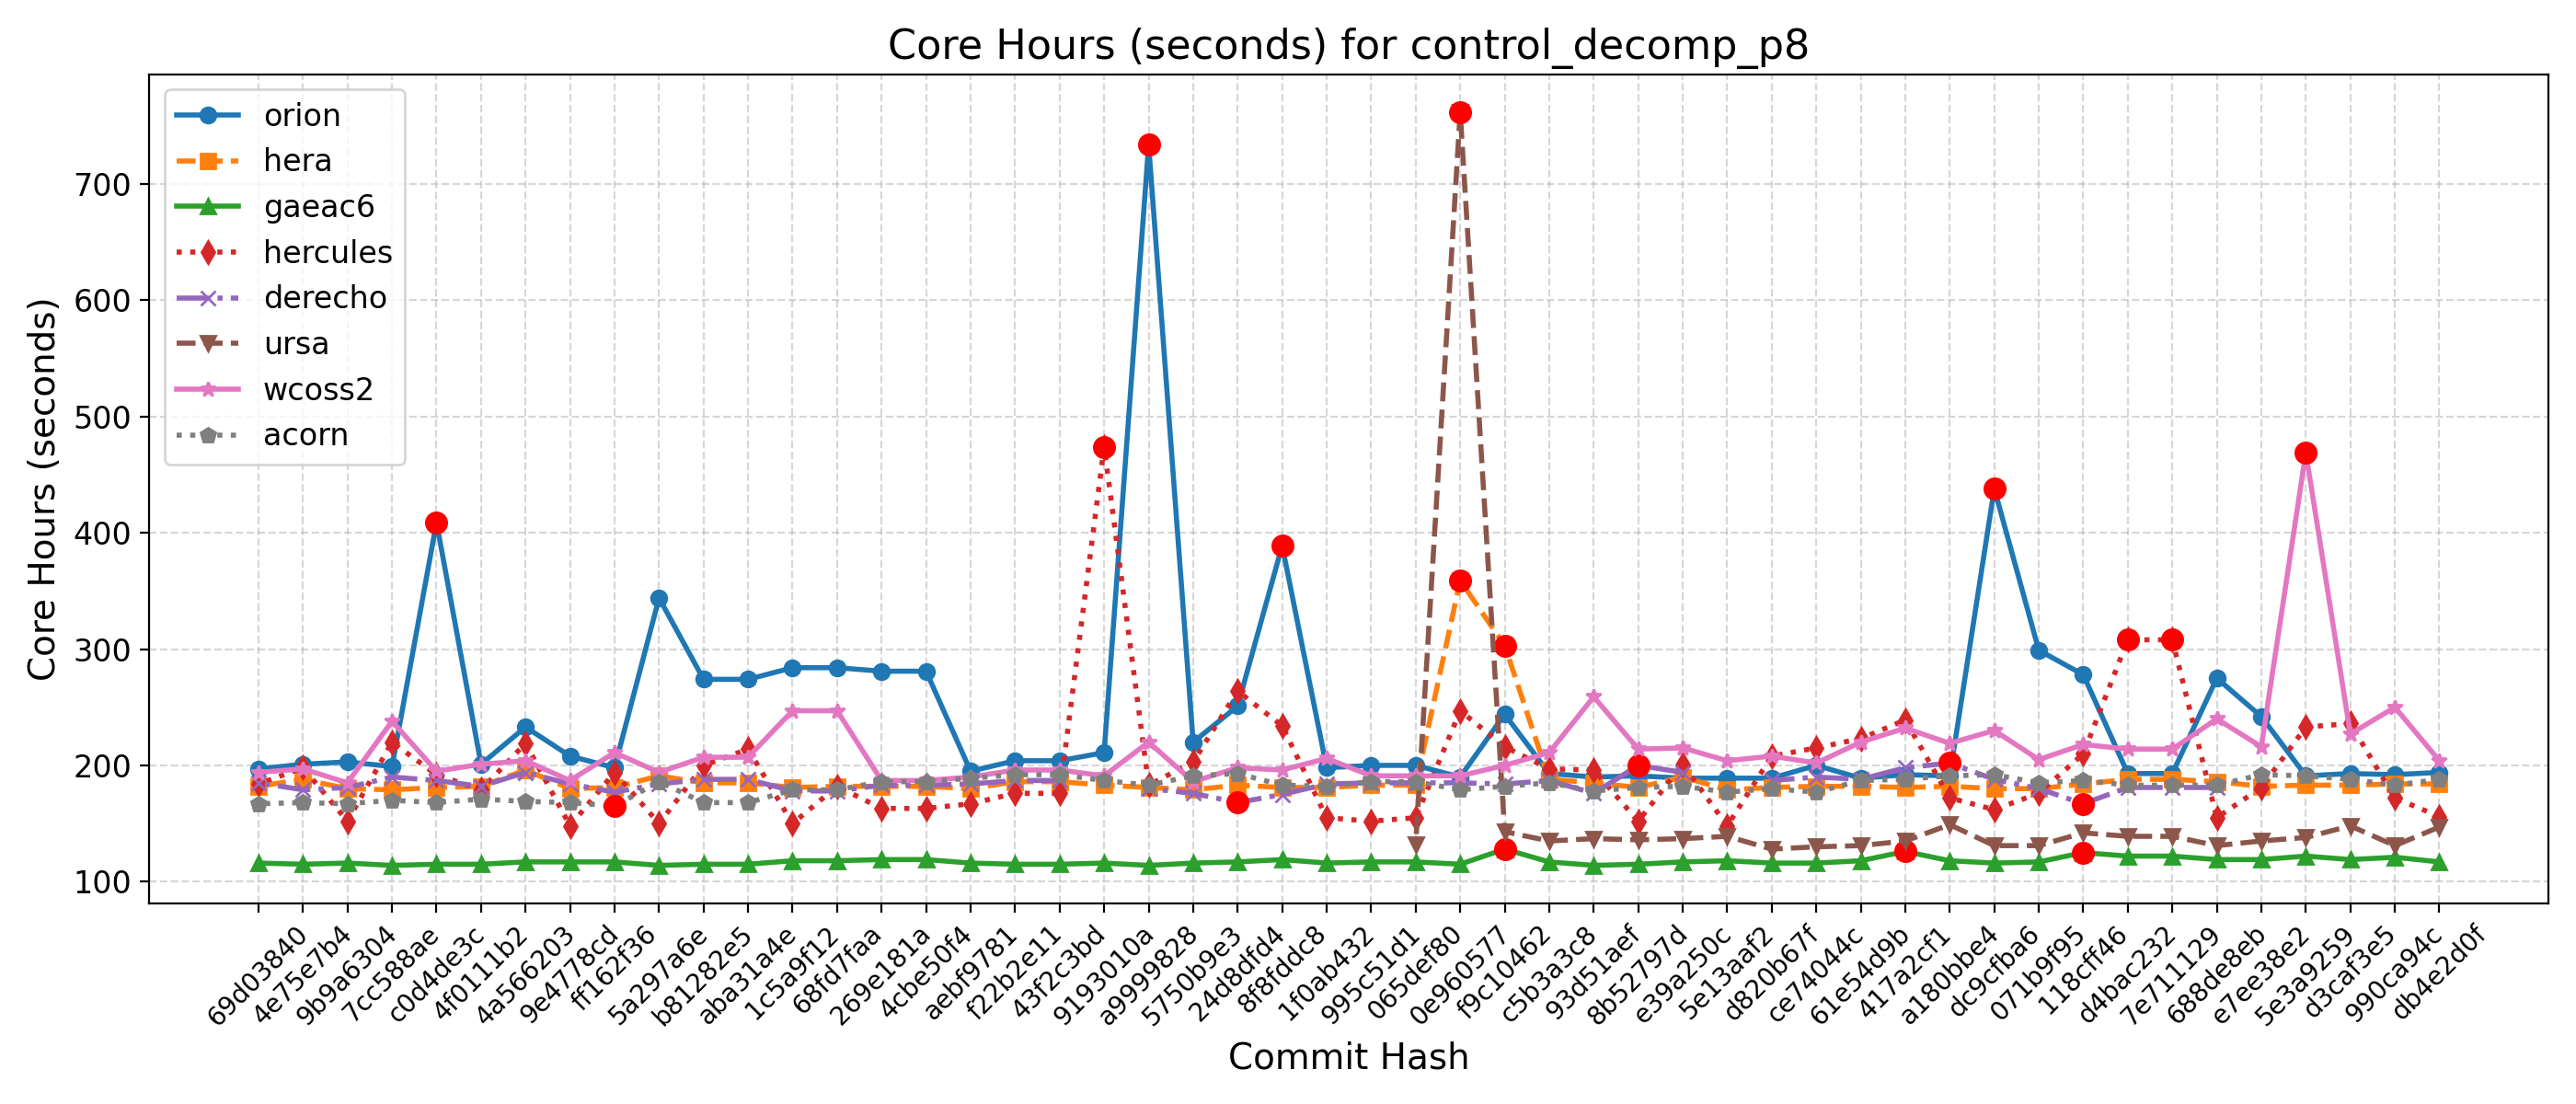 Core Hours (seconds) for control_decomp_p8
orion
hera
gaeac6
hercules
derecho
ursa
wcoss2
acorn
Core Hours (seconds)
700
600
500
400
300
200
100
69d03840
4e75e7b4
9b9a6304
7cc588ae
c0d4de3c
4f0111b2
4a566203
9e4778cd
ff162f36
5a297a6e
b81282e5
aba31a4e
1c5a9f12
68fd7faa
269e181a
4cbe50f4
aebf9781
f22b2e11
43f2c3bd
9193010a
a9999828
5750b9e3
24d8dfd4
8f8fddc8
1f0ab432
995c51d1
065def80
0e960577
f9c10462
c5b3a3c8
93d51aef
8b52797d
e39a250c
5e13aaf2
d820b67f
ce74044c
61e54d9b
417a2cf1
a180bbe4
dc9cfba6
071b9f95
118cff46
d4bac232
7e711129
688de8eb
e7ee38e2
5e3a9259
d3caf3e5
990ca94c
db4e2d0f
Commit Hash